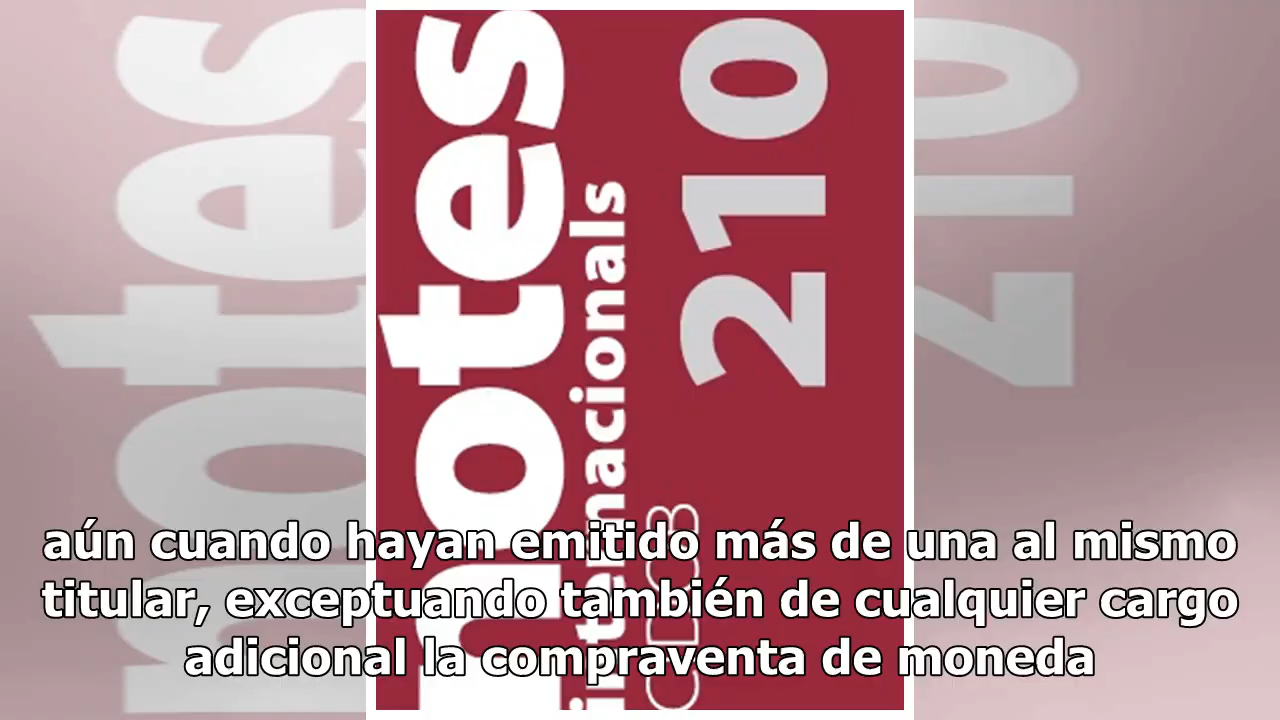 notes
internacionals
CIDOB
210
aún cuando hayan emitido más de una al mismo
titular, exceptuando también de cualquier cargo
adicional la compraventa de moneda